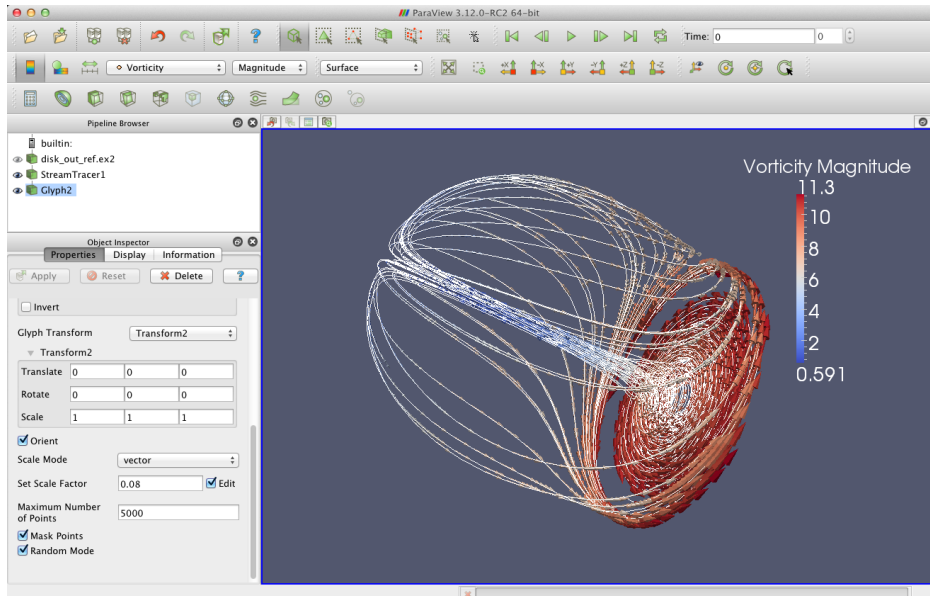 ParaView 3.12.0-RC2 64-bit
Time: 0 0
Vorticity Magnitude Surface
+X -X +Y -Y +Z -Z
Pipeline Browser
builtin:
disk_out_ref.ex2
StreamTracer1
Glyph2
Object Inspector
Properties Display Information
Apply Reset Delete ?
Invert
Glyph Transform Transform2
Transform2
Translate 0 0 0
Rotate 0 0 0
Scale 1 1 1
Orient
Scale Mode vector
Set Scale Factor 0.08 Edit
Maximum Number
of Points 5000
Mask Points
Random Mode
Vorticity Magnitude
11.3
10
8
6
4
2
0.591